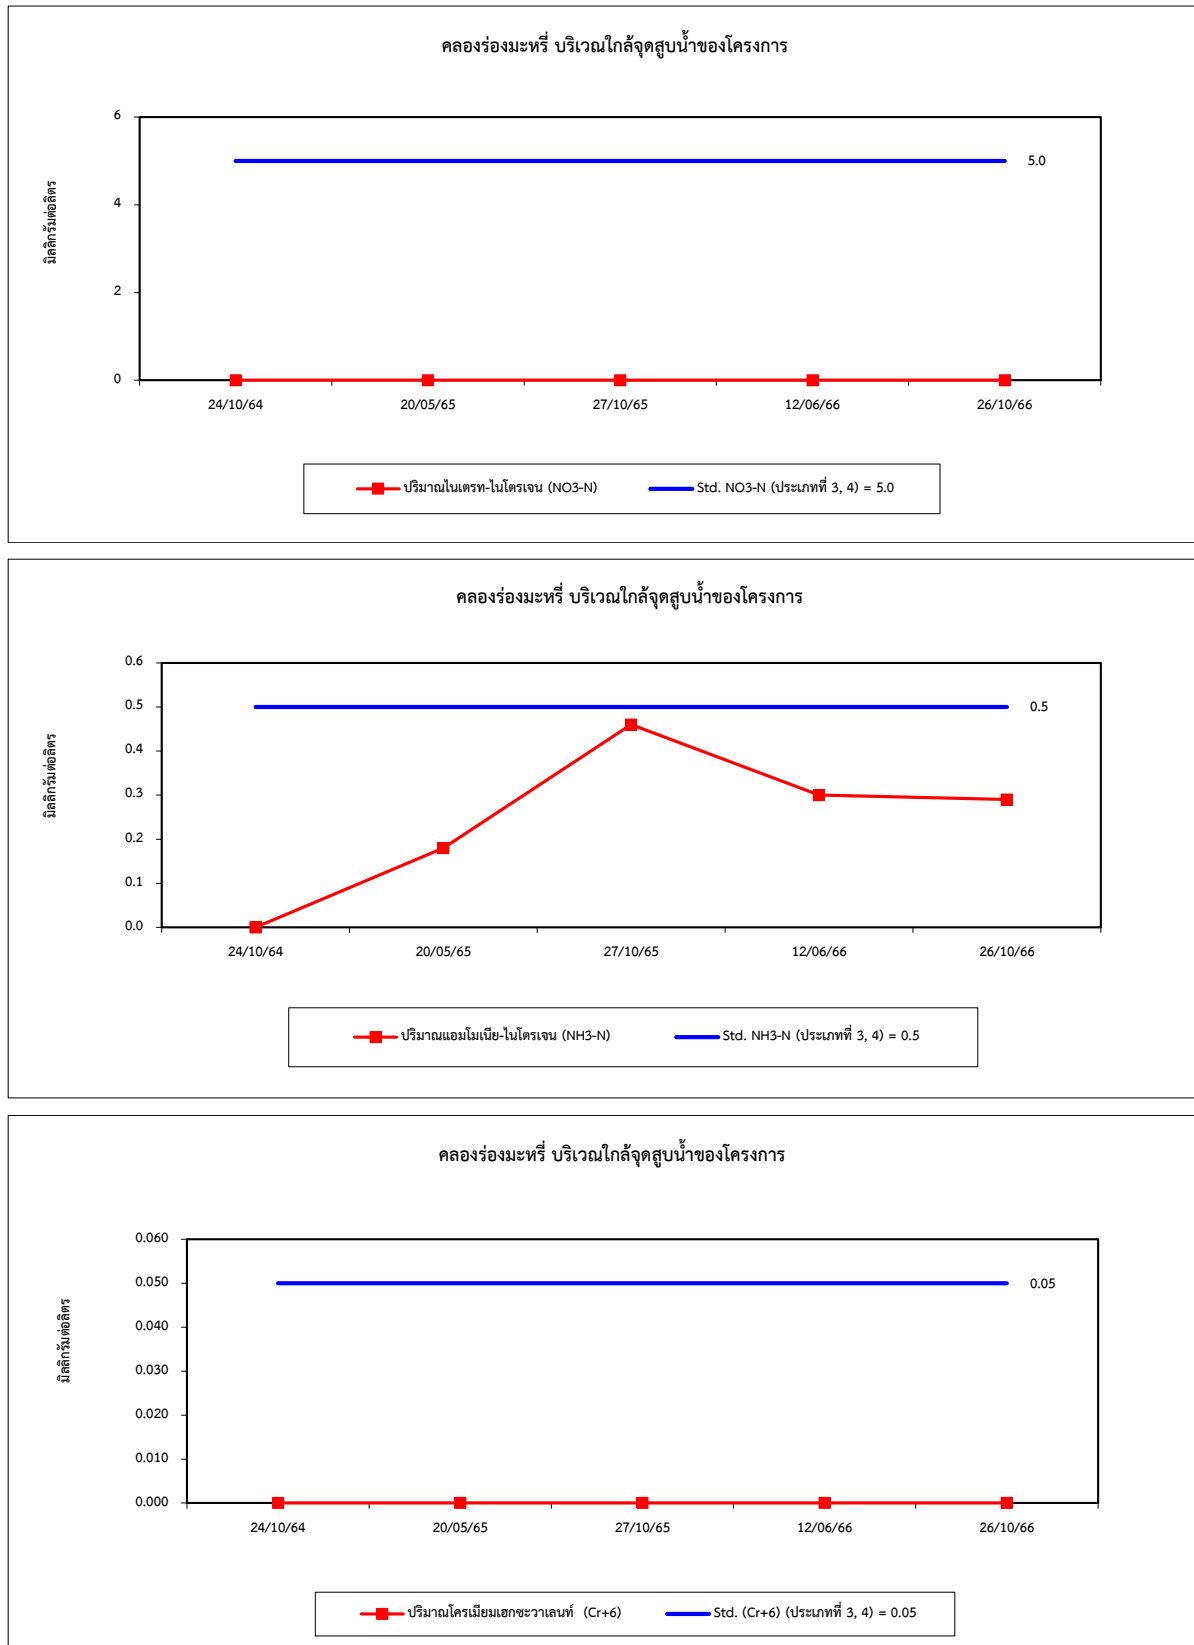 คลองร่องมะหรี่ บริเวณใกล้จุดสูบน้ำของโครงการ
มิลลิกรัมต่อลิตร
6
5.0
4
2
0
24/10/64 20/05/65 27/10/65 12/06/66 26/10/66
ปริมาณไนเตรท-ไนโตรเจน (NO3-N) Std. NO3-N (ประเภทที่ 3, 4) = 5.0
คลองร่องมะหรี่ บริเวณใกล้จุดสูบน้ำของโครงการ
มิลลิกรัมต่อลิตร
0.6
0.5 0.5
0.4
0.3
0.2
0.1
0.0
24/10/64 20/05/65 27/10/65 12/06/66 26/10/66
ปริมาณแอมโมเนีย-ไนโตรเจน (NH3-N) Std. NH3-N (ประเภทที่ 3, 4) = 0.5
คลองร่องมะหรี่ บริเวณใกล้จุดสูบน้ำของโครงการ
มิลลิกรัมต่อลิตร
0.060
0.050 0.05
0.040
0.030
0.020
0.010
0.000
24/10/64 20/05/65 27/10/65 12/06/66 26/10/66
ปริมาณโครเมียมเฮกซะวาเลนท์ (Cr+6) Std. (Cr+6) (ประเภทที่ 3, 4) = 0.05